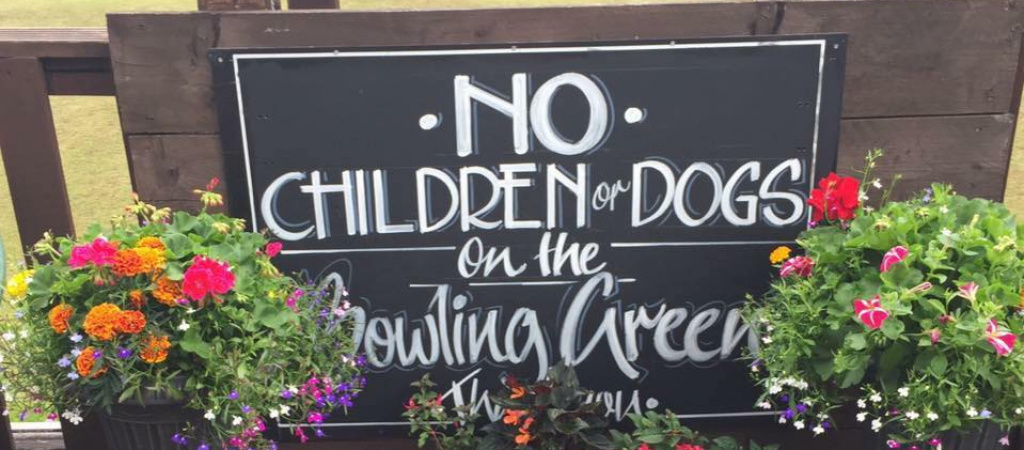 · NO ·
CHILDREN or DOGS
on the
Bowling Green